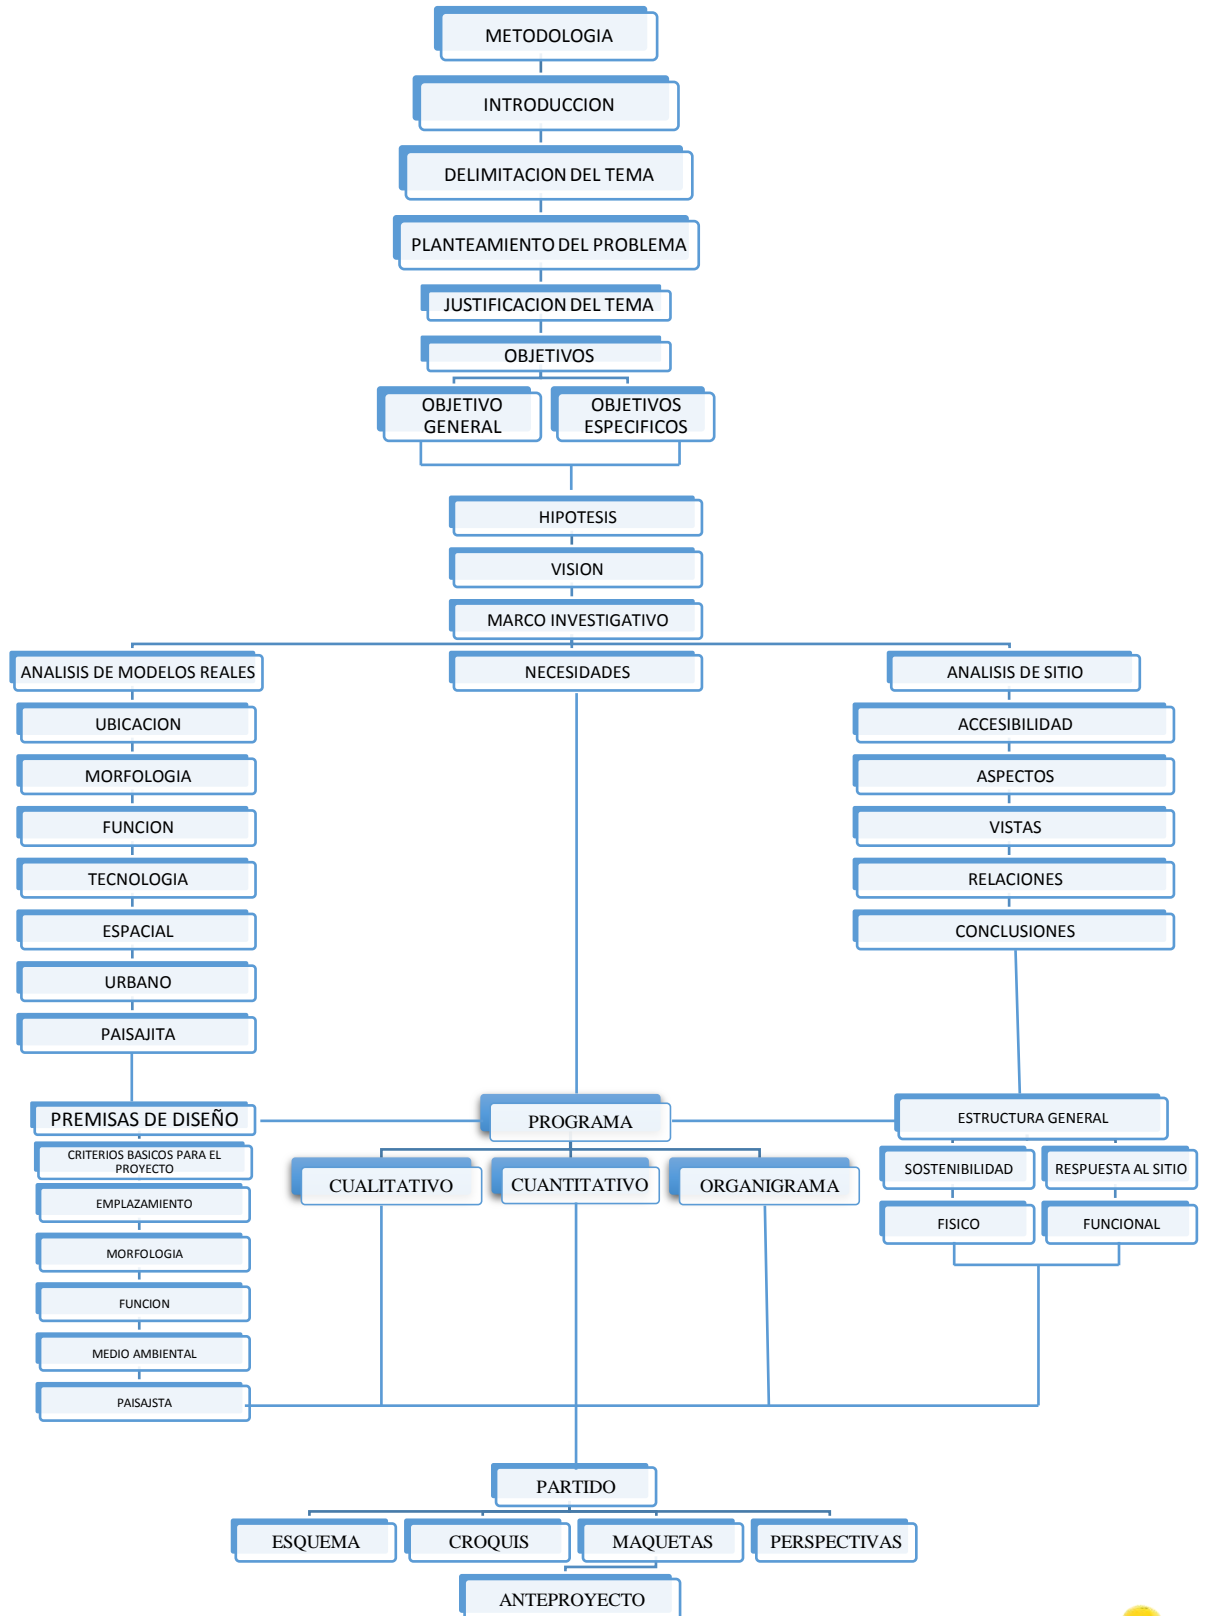 METODOLOGIA
INTRODUCCION
DELIMITACION DEL TEMA
PLANTEAMIENTO DEL PROBLEMA
JUSTIFICACION DEL TEMA
OBJETIVOS
OBJETIVO
GENERAL
OBJETIVOS
ESPECIFICOS
HIPOTESIS
VISION
MARCO INVESTIGATIVO
ANALISIS DE MODELOS REALES
UBICACION
MORFOLOGIA
FUNCION
TECNOLOGIA
ESPACIAL
URBANO
PAISAJITA
NECESIDADES
ANALISIS DE SITIO
ACCESIBILIDAD
ASPECTOS
VISTAS
RELACIONES
CONCLUSIONES
PREMISAS DE DISEÑO
CRITERIOS BASICOS PARA EL
PROYECTO
EMPLAZAMIENTO
MORFOLOGIA
FUNCION
MEDIO AMBIENTAL
PAISAJSTA
PROGRAMA
CUALITATIVO
CUANTITATIVO
ORGANIGRAMA
ESTRUCTURA GENERAL
SOSTENIBILIDAD
RESPUESTA AL SITIO
FISICO
FUNCIONAL
PARTIDO
ESQUEMA
CROQUIS
MAQUETAS
PERSPECTIVAS
ANTEPROYECTO